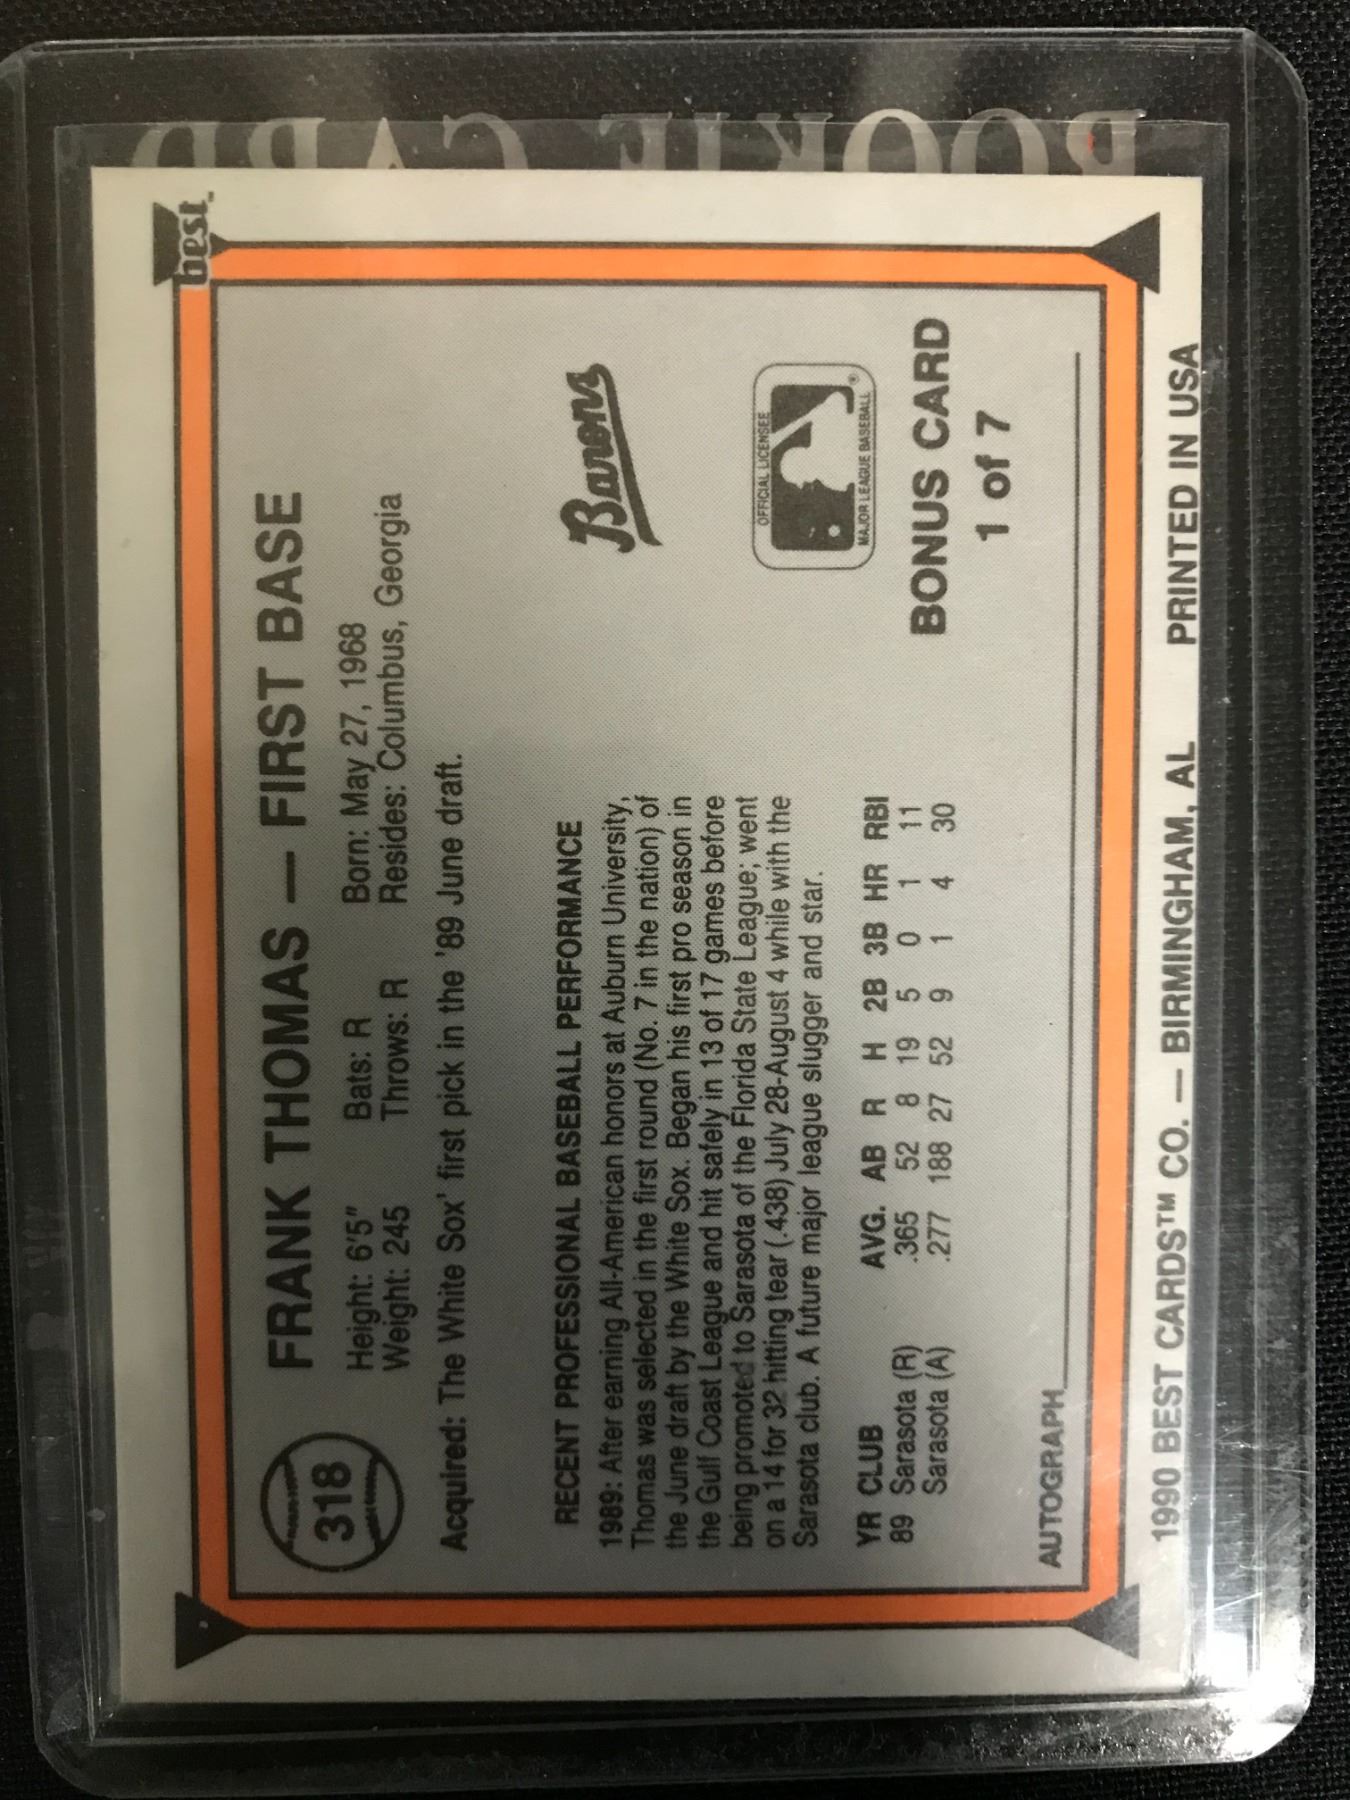 ROOKIE CARD
best™
318
FRANK THOMAS — FIRST BASE
Height: 6'5" Bats: R Born: May 27, 1968
Weight: 245 Throws: R Resides: Columbus, Georgia
Acquired: The White Sox' first pick in the '89 June draft.
RECENT PROFESSIONAL BASEBALL PERFORMANCE
1989: After earning All-American honors at Auburn University,
Thomas was selected in the first round (No. 7 in the nation) of
the June draft by the White Sox. Began his first pro season in
the Gulf Coast League and hit safely in 13 of 17 games before
being promoted to Sarasota of the Florida State League; went
on a 14 for 32 hitting tear (.438) July 28-August 4 while with the
Sarasota club. A future major league slugger and star.
Barons
OFFICIAL LICENSEE
MAJOR LEAGUE BASEBALL
®
YR CLUB AVG. AB R H 2B 3B HR RBI
89 Sarasota (R) .365 52 8 19 5 0 1 11
Sarasota (A) .277 188 27 52 9 1 4 30
BONUS CARD
1 of 7
AUTOGRAPH
1990 BEST CARDS™ CO. — BIRMINGHAM, AL PRINTED IN USA